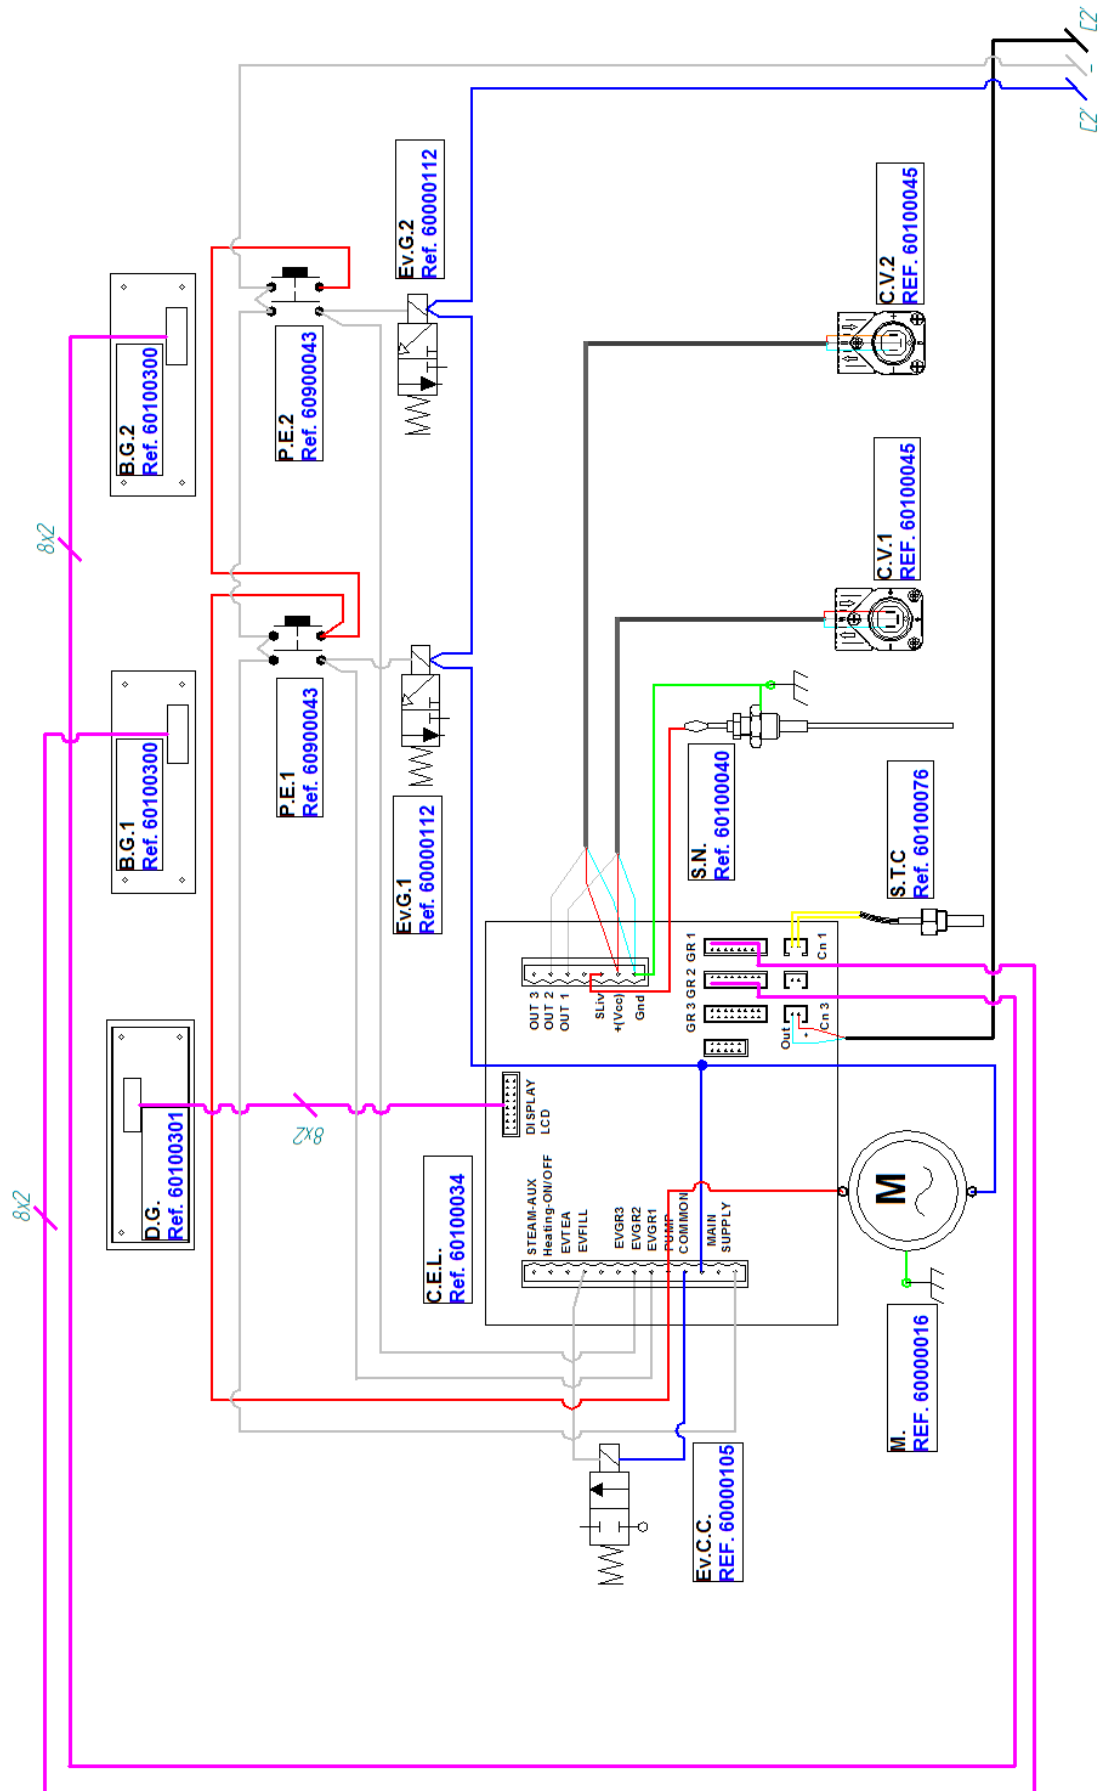 8x2
8x2
B.G.2
Ref. 60100300
B.G.1
Ref. 60100300
D.G.
Ref. 60100301
8x2
P.E.2
Ref. 60900043
P.E.1
Ref. 60900043
Ev.G.2
Ref. 60000112
Ev.G.1
Ref. 60000112
C.E.L.
Ref. 60100034
DISPLAY
LCD
STEAM-AUX
Heating-ON/OFF
EVTEA
EVFILL
EVGR3
EVGR2
EVGR1
PUMP
COMMON
MAIN
SUPPLY
OUT 3
OUT 2
OUT 1
SLiv
+(Vcc)
Gnd
GR 3 GR 2 GR 1
Out
Cn 3
Cn 1
S.N.
Ref. 60100040
S.T.C
Ref. 60100076
C.V.2
REF. 60100045
C.V.1
REF. 60100045
M
M.
REF. 60000016
Ev.C.C.
REF. 60000105